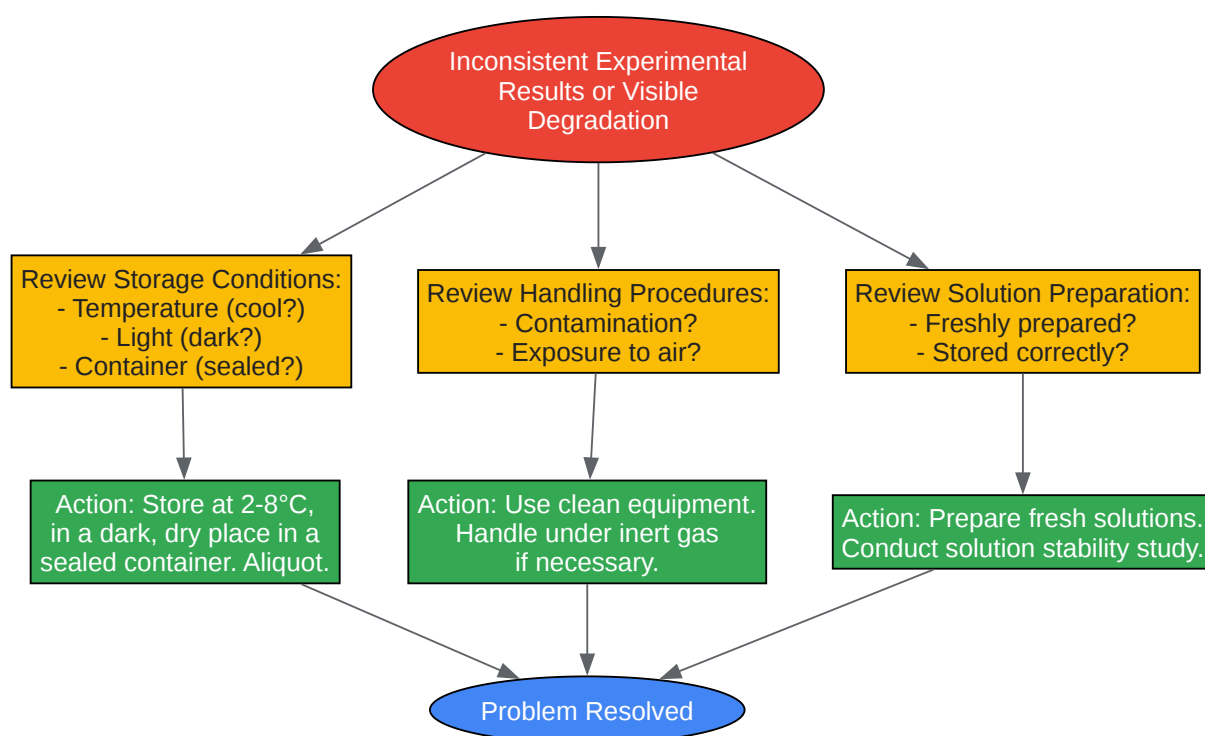 Inconsistent Experimental
Results or Visible
Degradation
Review Storage Conditions:
- Temperature (cool?)
- Light (dark?)
- Container (sealed?)
Review Handling Procedures:
- Contamination?
- Exposure to air?
Review Solution Preparation:
- Freshly prepared?
- Stored correctly?
Action: Store at 2-8°C,
in a dark, dry place in a
sealed container. Aliquot.
Action: Use clean equipment.
Handle under inert gas
if necessary.
Action: Prepare fresh solutions.
Conduct solution stability study.
Problem Resolved